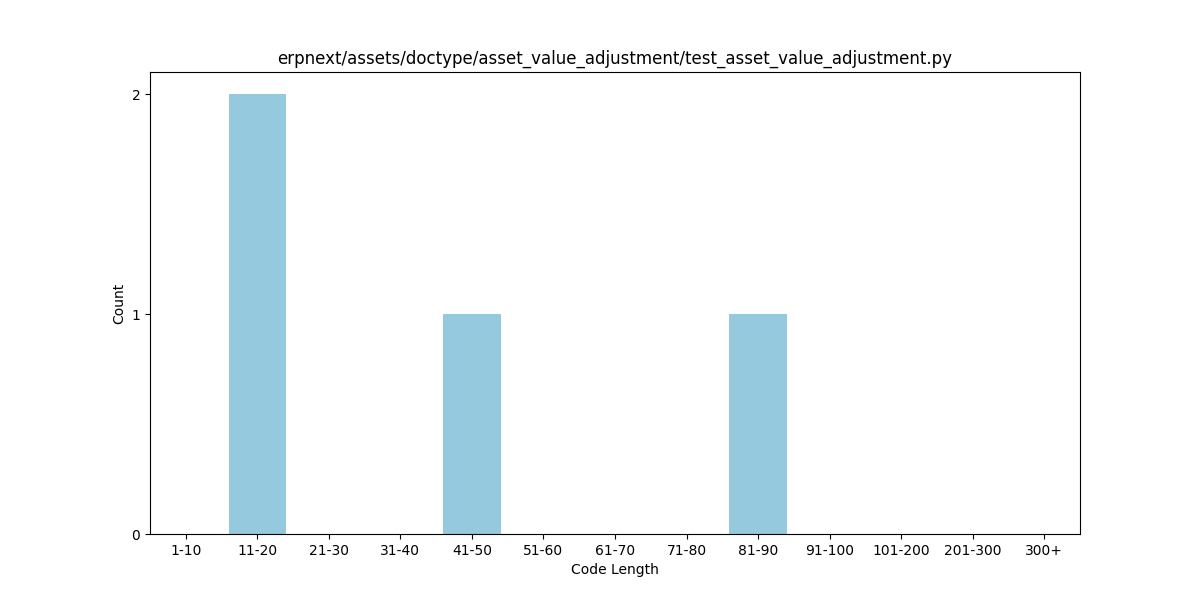 erpnext/assets/doctype/asset_value_adjustment/test_asset_value_adjustment.py
2
1
0
Count
1-10 11-20 21-30 31-40 41-50 51-60 61-70 71-80 81-90 91-100 101-200 201-300 300+
Code Length